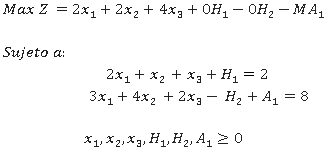 Max Z = 2x₁ + 2x₂ + 4x₃ + 0H₁ − 0H₂ − MA₁
Sujeto a:
2x₁ + x₂ + x₃ + H₁ = 2
3x₁ + 4x₂ + 2x₃ − H₂ + A₁ = 8
x₁, x₂, x₃, H₁, H₂, A₁ ≥ 0